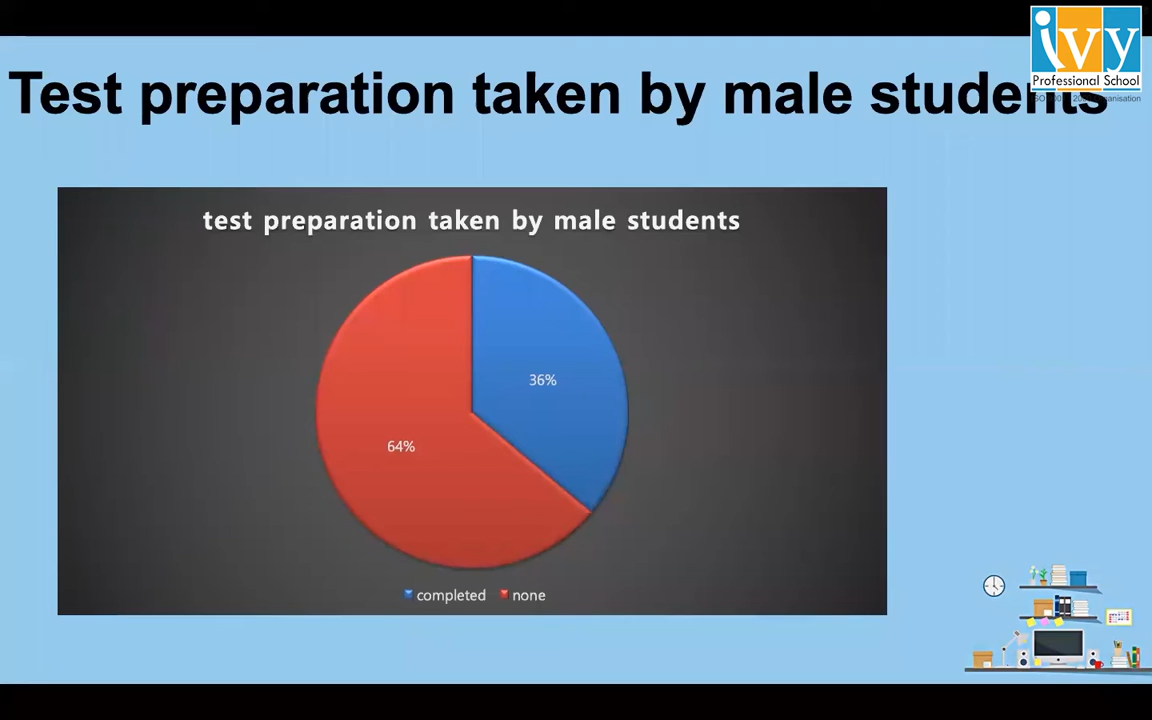 Test preparation taken by male students
ivy
Professional School
test preparation taken by male students
36%
64%
completed none